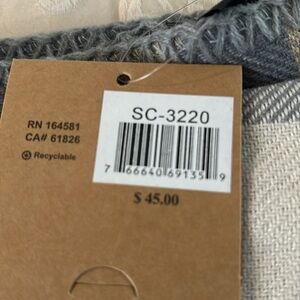 SC-3220
RN 164581
CA# 61826
Recyclable
7 66640 69135 9
$ 45.00